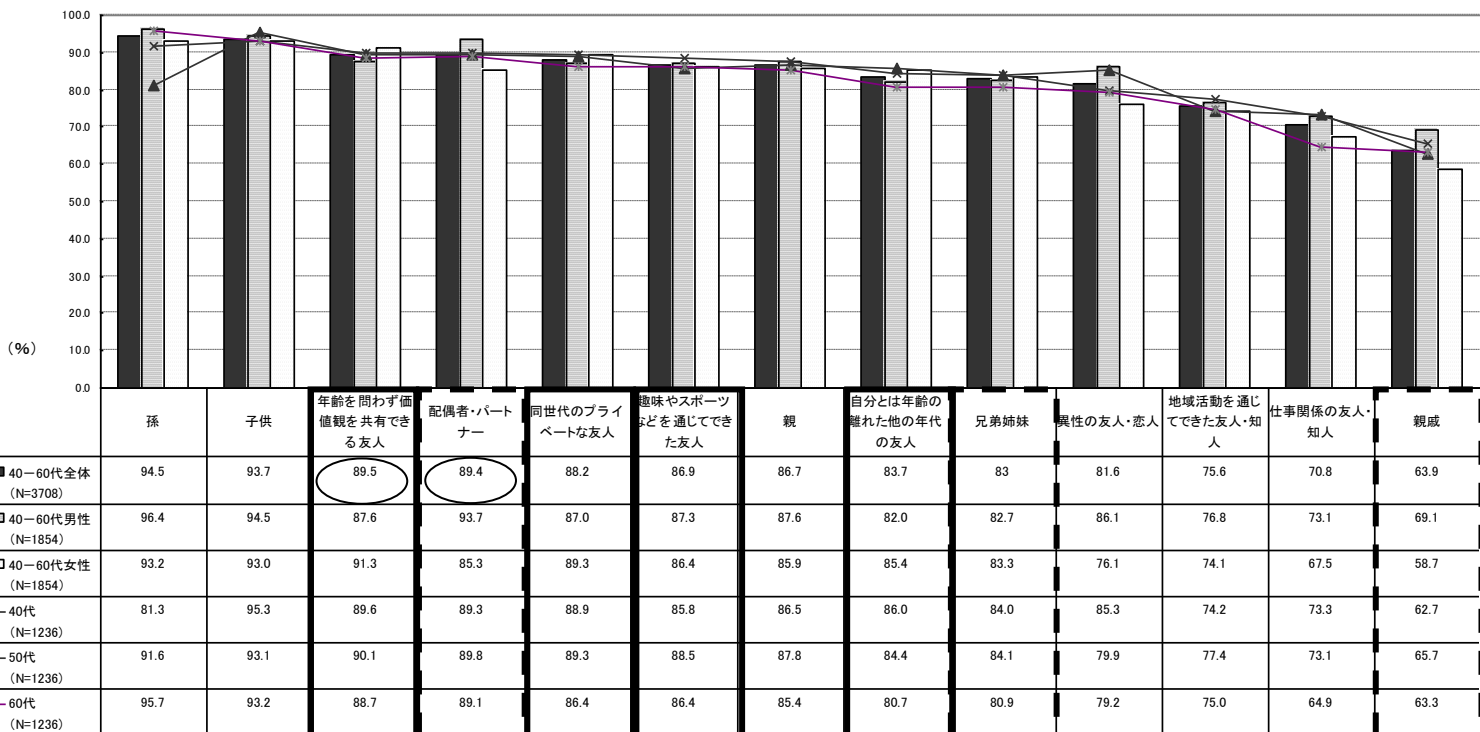 100.0
90.0
80.0
70.0
60.0
50.0
40.0
30.0
20.0
10.0
0.0
（%）
孫
子供
年齢を問わず価
値観を共有でき
る友人
配偶者・パート
ナー
同世代のプライ
ベートな友人
趣味やスポーツ
などを通じてでき
た友人
親
自分とは年齢の
離れた他の年代
の友人
兄弟姉妹
異性の友人・恋人
地域活動を通じ
てできた友人・知
人
仕事関係の友人・
知人
親戚
40－60代全体
（N=3708）
94.5 93.7 89.5 89.4 88.2 86.9 86.7 83.7 83 81.6 75.6 70.8 63.9
40－60代男性
（N=1854）
96.4 94.5 87.6 93.7 87.0 87.3 87.6 82.0 82.7 86.1 76.8 73.1 69.1
40－60代女性
（N=1854）
93.2 93.0 91.3 85.3 89.3 86.4 85.9 85.4 83.3 76.1 74.1 67.5 58.7
40代
（N=1236）
81.3 95.3 89.6 89.3 88.9 85.8 86.5 86.0 84.0 85.3 74.2 73.3 62.7
50代
（N=1236）
91.6 93.1 90.1 89.8 89.3 88.5 87.8 84.4 84.1 79.9 77.4 73.1 65.7
60代
（N=1236）
95.7 93.2 88.7 89.1 86.4 86.4 85.4 80.7 80.9 79.2 75.0 64.9 63.3